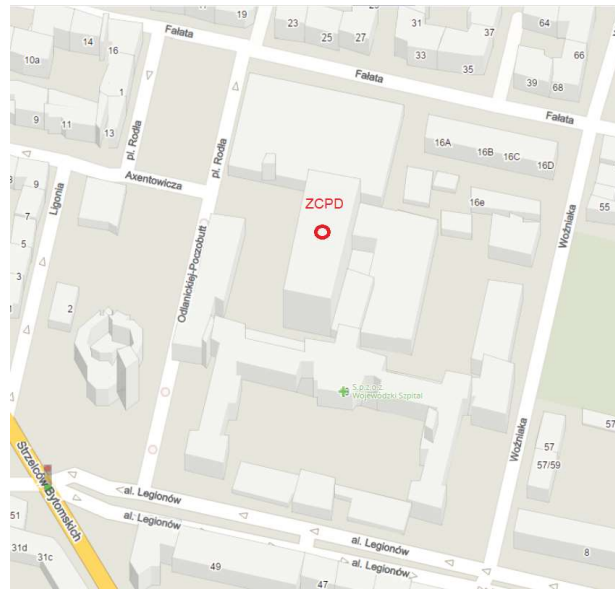 17
19
23
25
27
31
33
35
37
64
66
39
68
14
16
10a
1
Fałata
Fałata
Fałata
9
11
13
pl. Rodła
pl. Rodła
16A
16B
16C
16D
Axentowicza
Ligonia
9
7
5
3
ZCPD
16e
55
Woźniaka
Odlanickiej-Poczobutt
2
S.p.z.o.z.
Wojewódzki Szpital
Strzelców Bytomskich
Woźniaka
57
57
57/59
al. Legionów
al. Legionów
al. Legionów
al. Legionów
51
31d
31c
49
47
8